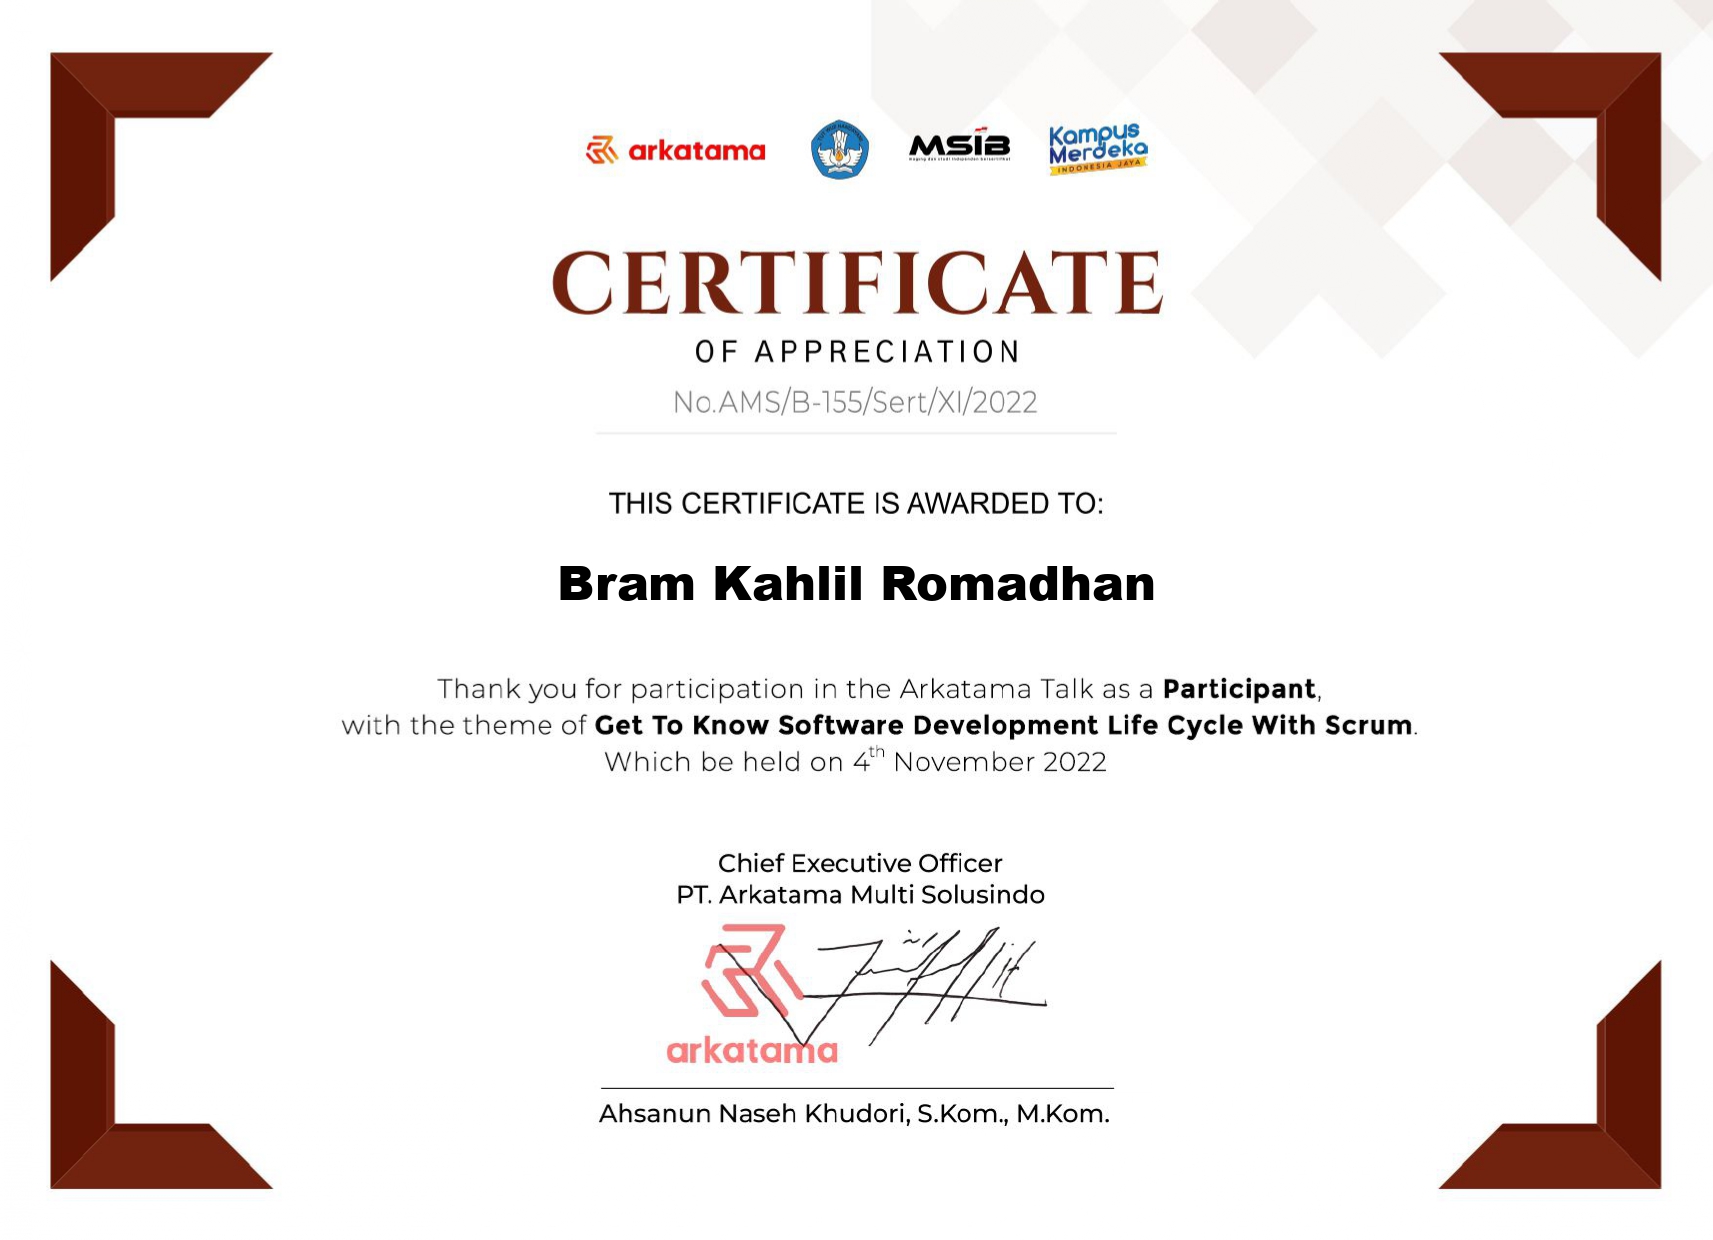 arkatama
MSIB
Kampus
Merdeka
INDONESIA JAYA
CERTIFICATE
OF APPRECIATION
No.AMS/B-155/Sert/XI/2022
THIS CERTIFICATE IS AWARDED TO:
Bram Kahlil Romadhan
Thank you for participation in the Arkatama Talk as a Participant,
with the theme of Get To Know Software Development Life Cycle With Scrum.
Which be held on 4th November 2022
Chief Executive Officer
PT. Arkatama Multi Solusindo
arkatama
Ahsanun Naseh Khudori, S.Kom., M.Kom.